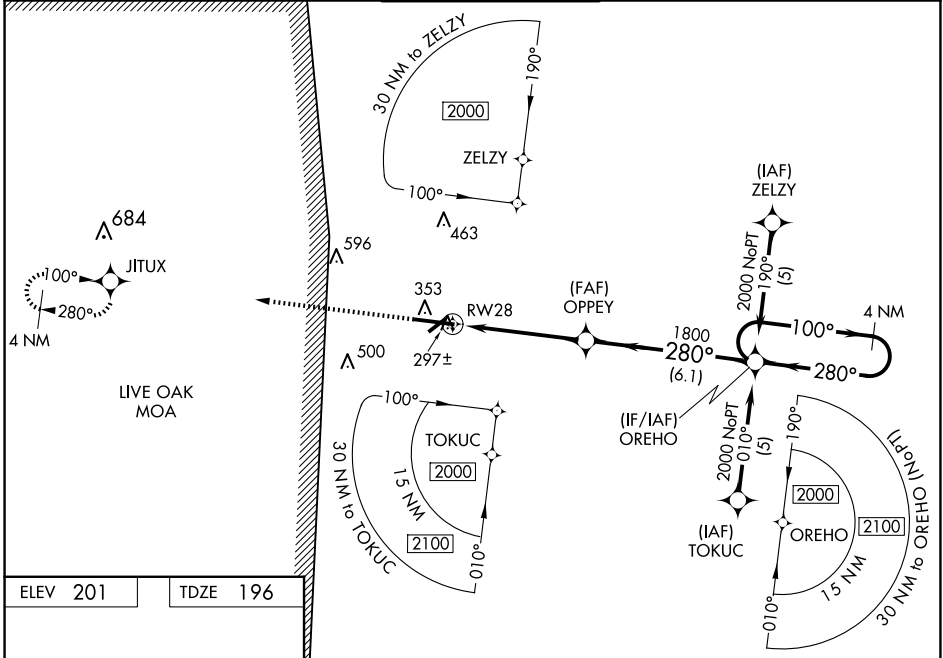 30 NM to ZELZY
190°
2000
ZELZY
100°
463
684
JITUX
100°
280°
4 NM
596
353
RW28
297±
500
LIVE OAK
MOA
(FAF)
OPPEY
1800
280°
(6.1)
(IAF)
ZELZY
2000 NoPT
190°
(5)
100°
4 NM
280°
(IF/IAF)
OREHO
2000 NoPT
010°
(5)
(IAF)
TOKUC
100°
TOKUC
2000
15 NM
2100
30 NM to TOKUC
010°
190°
2000
OREHO
2100
15 NM
30 NM to OREHO (NoPT)
010°
ELEV 201
TDZE 196